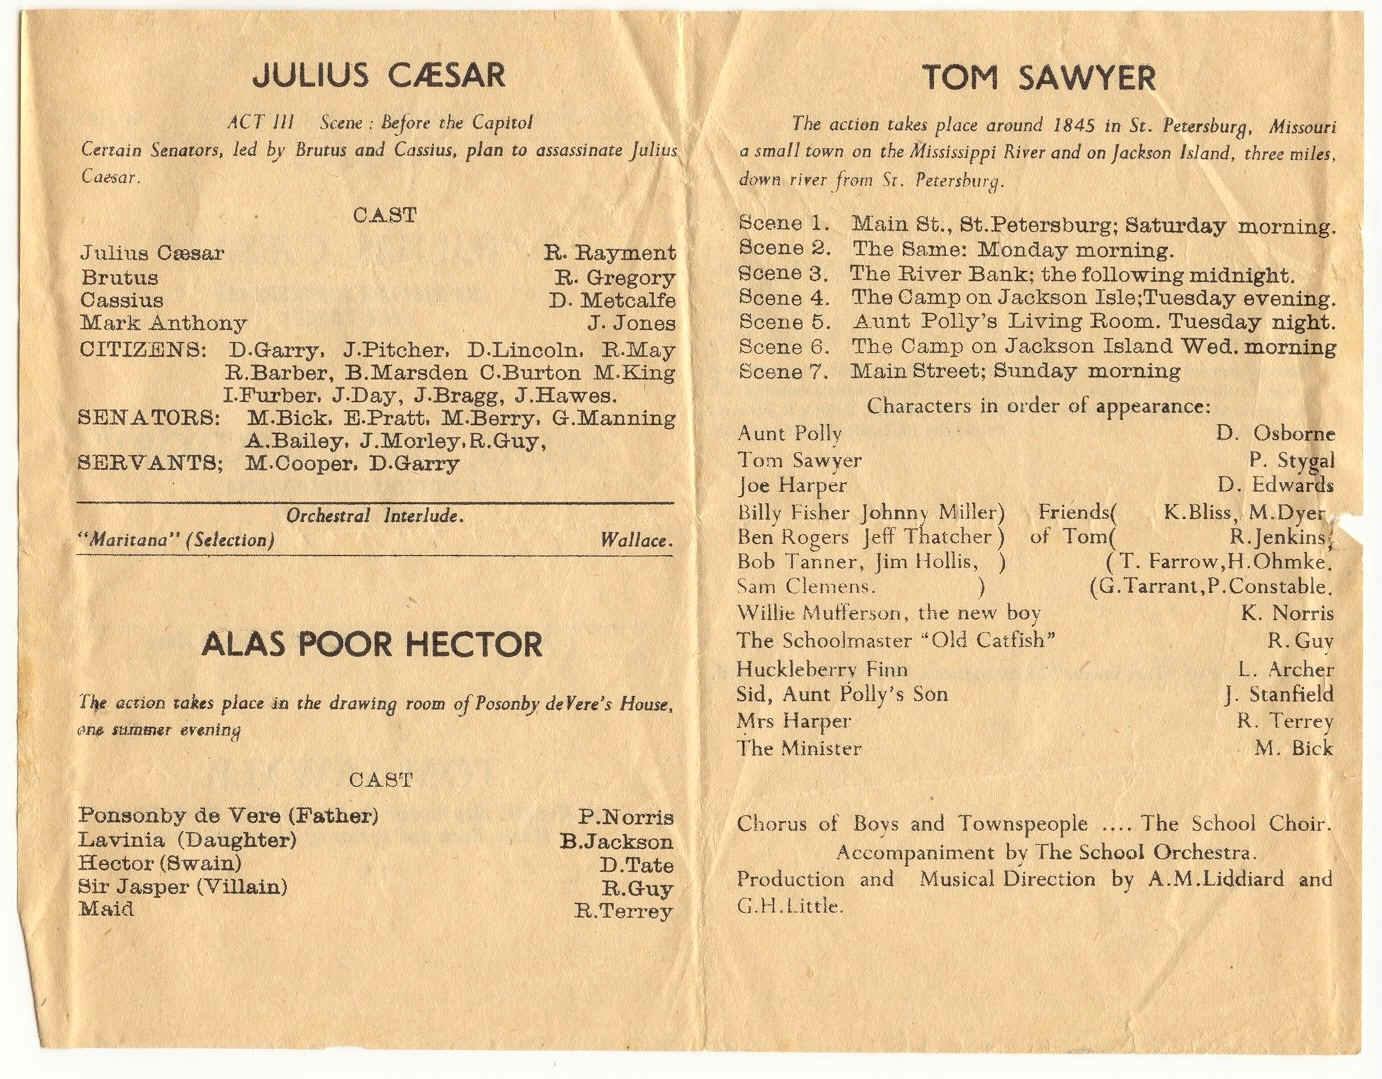 JULIUS CÆSAR
ACT III Scene : Before the Capitol
Certain Senators, led by Brutus and Cassius, plan to assassinate Julius
Caesar.
CAST
Julius Cæsar R. Rayment
Brutus R. Gregory
Cassius D. Metcalfe
Mark Anthony J. Jones
CITIZENS: D.Garry, J.Pitcher, D.Lincoln, R.May
R.Barber, B.Marsden C.Burton M.King
I.Furber, J.Day, J.Bragg, J.Hawes.
SENATORS: M.Bick, E.Pratt, M.Berry, G.Manning
A.Bailey, J.Morley, R.Guy,
SERVANTS; M.Cooper, D.Garry
Orchestral Interlude.
"Maritana" (Selection) Wallace.
ALAS POOR HECTOR
The action takes place in the drawing room of Posonby de Vere's House,
one summer evening
CAST
Ponsonby de Vere (Father) P.Norris
Lavinia (Daughter) B.Jackson
Hector (Swain) D.Tate
Sir Jasper (Villain) R.Guy
Maid R.Terrey
TOM SAWYER
The action takes place around 1845 in St. Petersburg, Missouri
a small town on the Mississippi River and on Jackson Island, three miles,
down river from St. Petersburg.
Scene 1. Main St., St.Petersburg; Saturday morning.
Scene 2. The Same: Monday morning.
Scene 3. The River Bank; the following midnight.
Scene 4. The Camp on Jackson Isle;Tuesday evening.
Scene 5. Aunt Polly's Living Room. Tuesday night.
Scene 6. The Camp on Jackson Island Wed. morning
Scene 7. Main Street; Sunday morning
Characters in order of appearance:
Aunt Polly D. Osborne
Tom Sawyer P. Stygal
Joe Harper D. Edwards
Billy Fisher Johnny Miller) Friends( K.Bliss, M.Dyer,
Ben Rogers Jeff Thatcher ) of Tom( R.Jenkins,
Bob Tanner, Jim Hollis, ) ( T. Farrow,H.Ohmke.
Sam Clemens. ) (G.Tarrant,P.Constable.
Willie Mufferson, the new boy K. Norris
The Schoolmaster "Old Catfish" R. Guy
Huckleberry Finn L. Archer
Sid, Aunt Polly's Son J. Stanfield
Mrs Harper R. Terrey
The Minister M. Bick
Chorus of Boys and Townspeople .... The School Choir.
Accompaniment by The School Orchestra.
Production and Musical Direction by A.M.Liddiard and
G.H.Little.